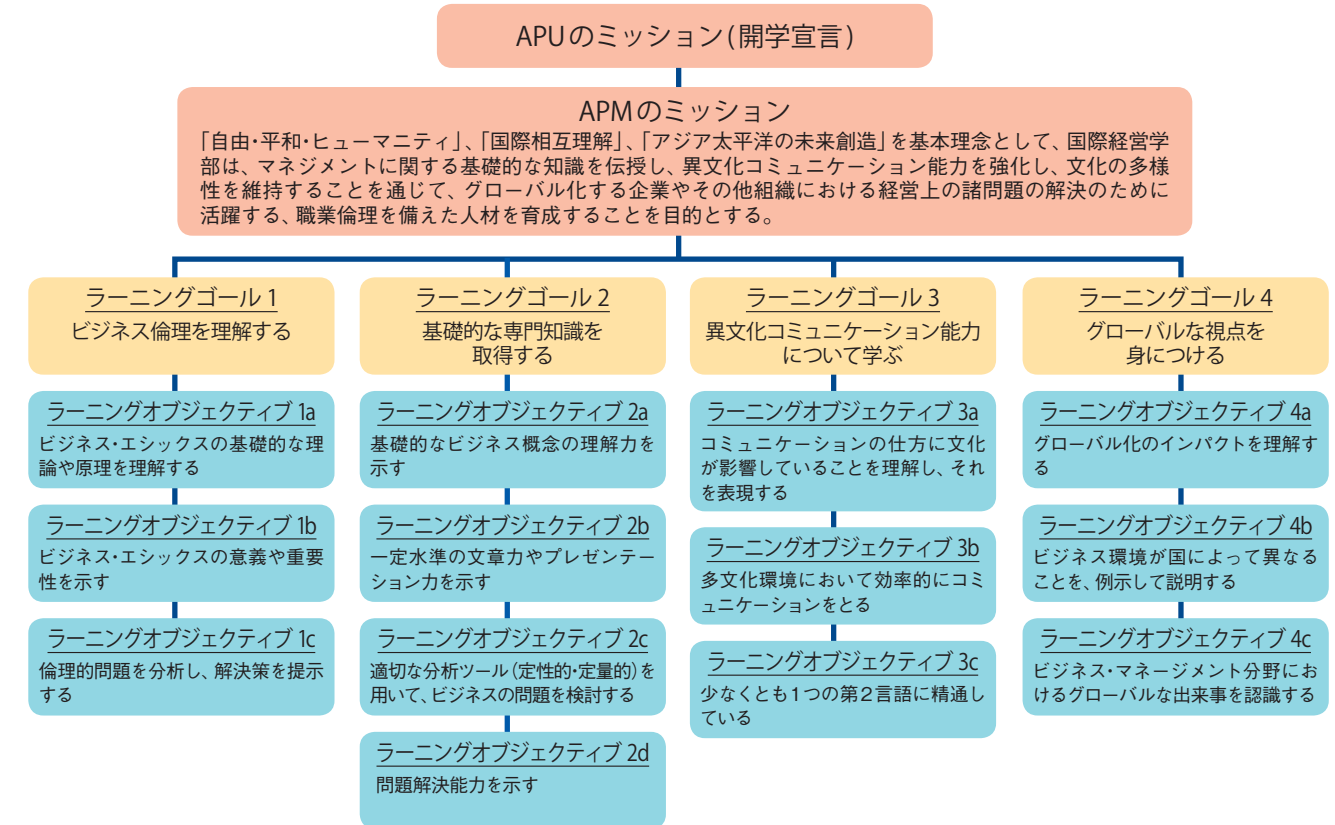 APUのミッション(開学宣言)
APMのミッション
「自由・平和・ヒューマニティ」、「国際相互理解」、「アジア太平洋の未来創造」を基本理念として、国際経営学
部は、マネジメントに関する基礎的な知識を伝授し、異文化コミュニケーション能力を強化し、文化の多様
性を維持することを通じて、グローバル化する企業やその他組織における経営上の諸問題の解決のために
活躍する、職業倫理を備えた人材を育成することを目的とする。
ラーニングゴール 1
ビジネス倫理を理解する
ラーニングオブジェクティブ 1a
ビジネス・エシックスの基礎的な理
論や原理を理解する
ラーニングオブジェクティブ 1b
ビジネス・エシックスの意義や重要
性を示す
ラーニングオブジェクティブ 1c
倫理的問題を分析し、解決策を提示
する
ラーニングゴール 2
基礎的な専門知識を
取得する
ラーニングオブジェクティブ 2a
基礎的なビジネス概念の理解力を
示す
ラーニングオブジェクティブ 2b
一定水準の文章力やプレゼンテー
ション力を示す
ラーニングオブジェクティブ 2c
適切な分析ツール(定性的・定量的)を
用いて、ビジネスの問題を検討する
ラーニングオブジェクティブ 2d
問題解決能力を示す
ラーニングゴール 3
異文化コミュニケーション能力
について学ぶ
ラーニングオブジェクティブ 3a
コミュニケーションの仕方に文化
が影響していることを理解し、それ
を表現する
ラーニングオブジェクティブ 3b
多文化環境において効率的にコミ
ュニケーションをとる
ラーニングオブジェクティブ 3c
少なくとも1つの第2言語に精通し
ている
ラーニングゴール 4
グローバルな視点を
身につける
ラーニングオブジェクティブ 4a
グローバル化のインパクトを理解す
る
ラーニングオブジェクティブ 4b
ビジネス環境が国によって異なる
ことを、例示して説明する
ラーニングオブジェクティブ 4c
ビジネス・マネージメント分野にお
けるグローバルな出来事を認識する